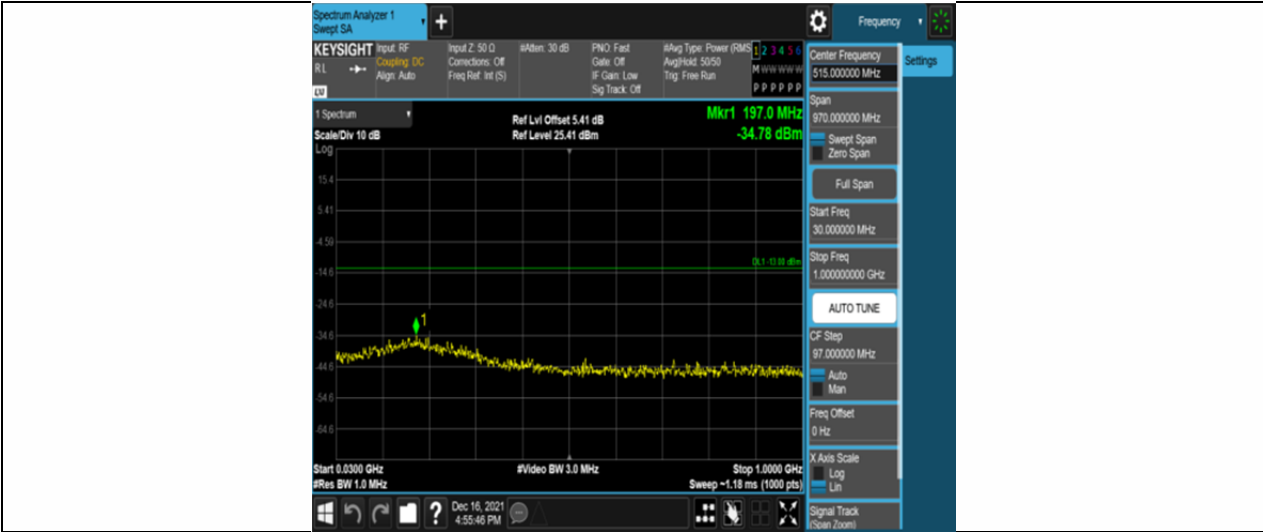 Spectrum Analyzer 1
Swept SA
+
Frequency
KEYSIGHT
Input: RF
Input Z: 50 Ω
#Atten: 30 dB
PNO: Fast
#Avg Type: Power (RMS
1 2 3 4 5 6
RL
Coupling: DC
Corrections: Off
Gate: Off
Avg|Hold: 50/50
M W W W W W
Align: Auto
Freq Ref: Int (S)
IF Gain: Low
Trig: Free Run
LV
Sig Track: Off
P P P P P P
1 Spectrum
Ref Lvl Offset 5.41 dB
Mkr1 197.0 MHz
Scale/Div 10 dB
Ref Level 25.41 dBm
-34.78 dBm
Log
15.4
5.41
-4.59
DL1 -13.00 dBm
-14.6
-24.6
1
-34.6
-44.6
-54.6
-64.6
Start 0.0300 GHz
#Video BW 3.0 MHz
Stop 1.0000 GHz
#Res BW 1.0 MHz
Sweep ~1.18 ms (1000 pts)
?
Dec 16, 2021
4:55:46 PM
Center Frequency
515.000000 MHz
Settings
Span
970.000000 MHz
Swept Span
Zero Span
Full Span
Start Freq
30.000000 MHz
Stop Freq
1.000000000 GHz
AUTO TUNE
CF Step
97.000000 MHz
Auto
Man
Freq Offset
0 Hz
X Axis Scale
Log
Lin
Signal Track
(Span Zoom)